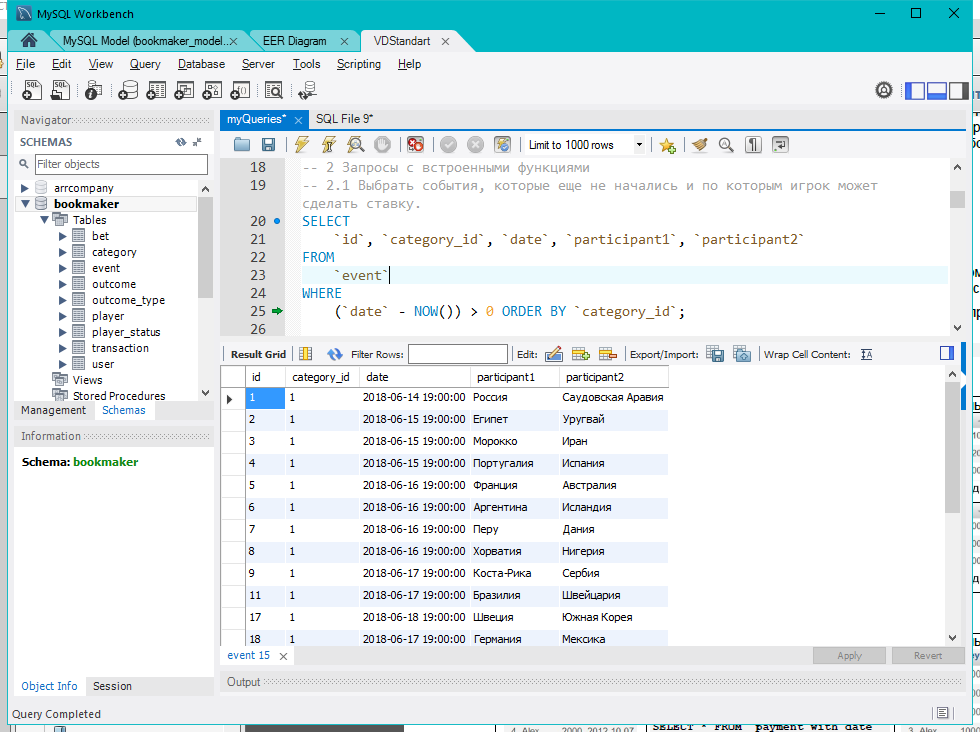 MySQL Workbench
MySQL Model (bookmaker_model.. × EER Diagram × VDStandart ×
File Edit View Query Database Server Tools Scripting Help
Navigator
SCHEMAS
Filter objects
arrcompany
bookmaker
Tables
bet
category
event
outcome
outcome_type
player
player_status
transaction
user
Views
Stored Procedures
Management Schemas
Information
Schema: bookmaker
Object Info Session
myQueries* × SQL File 9*
Limit to 1000 rows
18 -- 2 Запросы с встроенными функциями
19 -- 2.1 Выбрать события, которые еще не начались и по которым игрок может
сделать ставку.
20 SELECT
21 `id`, `category_id`, `date`, `participant1`, `participant2`
22 FROM
23 `event`
24 WHERE
25 (`date` - NOW()) > 0 ORDER BY `category_id`;
26
Result Grid Filter Rows: Edit: Export/Import: Wrap Cell Content:
id category_id date participant1 participant2
1 1 2018-06-14 19:00:00 Россия Саудовская Аравия
2 1 2018-06-15 19:00:00 Египет Уругвай
3 1 2018-06-15 19:00:00 Морокко Иран
4 1 2018-06-15 19:00:00 Португалия Испания
5 1 2018-06-16 19:00:00 Франция Австралия
6 1 2018-06-16 19:00:00 Аргентина Исландия
7 1 2018-06-16 19:00:00 Перу Дания
8 1 2018-06-16 19:00:00 Хорватия Нигерия
9 1 2018-06-17 19:00:00 Коста-Рика Сербия
11 1 2018-06-17 19:00:00 Бразилия Швейцария
17 1 2018-06-18 19:00:00 Швеция Южная Корея
18 1 2018-06-17 19:00:00 Германия Мексика
event 15 × Apply Revert
Output
Query Completed
SELECT * FROM payment with date